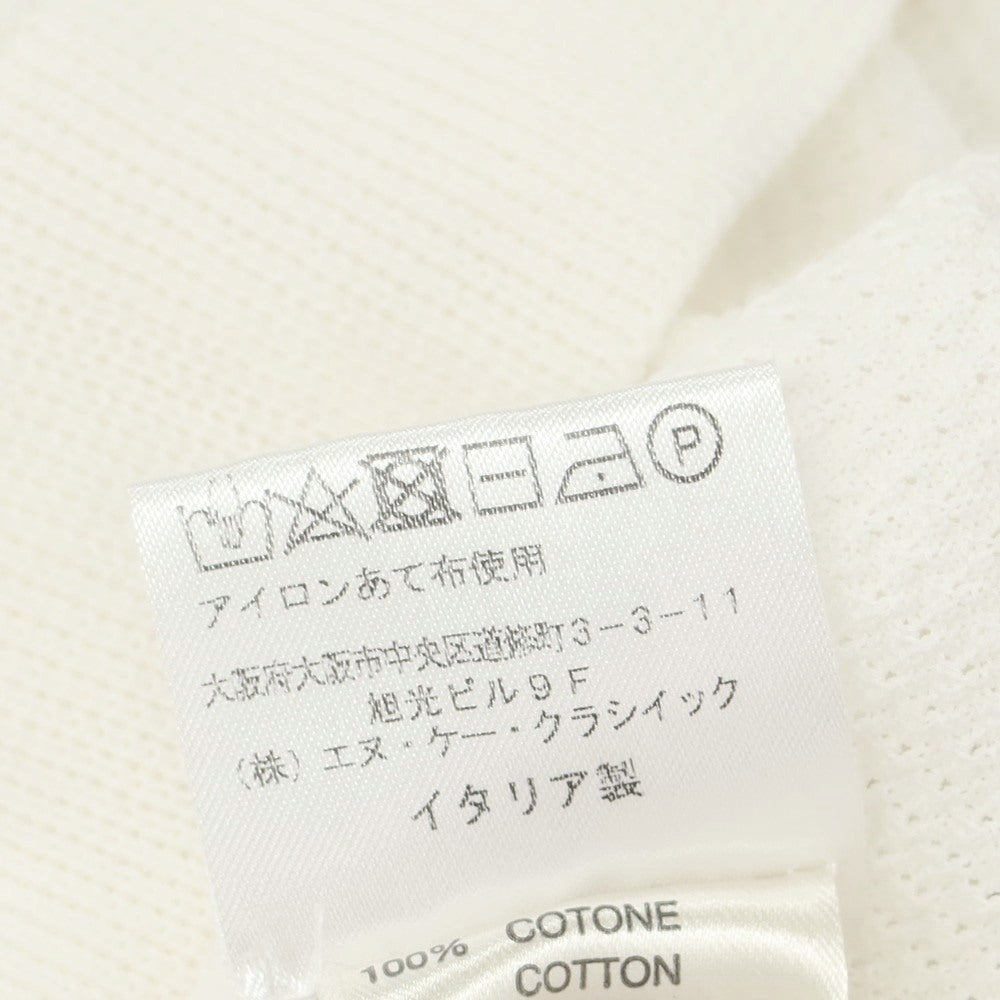 P
アイロンあて布使用
大阪府大阪市中央区道修町3-3-11
旭光ビル9F
(株)エヌ・ケー・クラシイック
イタリア製
100% COTONE
COTTON